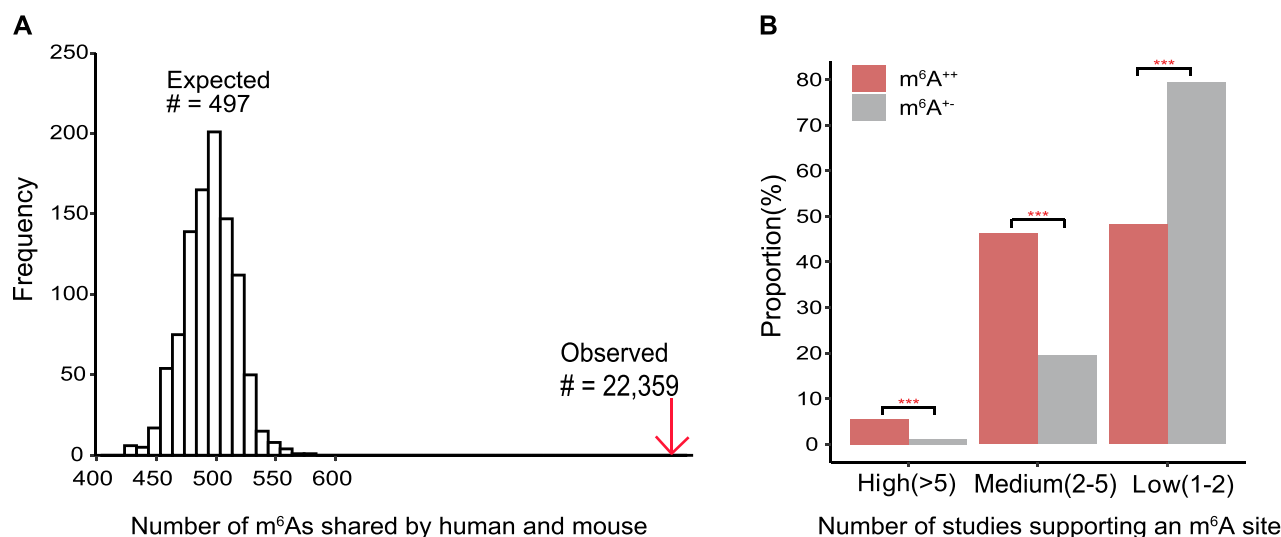 A
250
200
150
100
50
0
Frequency
Expected
# = 497
Observed
# = 22,359
400 450 500 550 600
Number of m⁶As shared by human and mouse
B
m⁶A⁺⁺
m⁶A⁺⁻
80
70
60
50
40
30
20
10
0
Proportion(%)
***
***
***
High(>5) Medium(2-5) Low(1-2)
Number of studies supporting an m⁶A site